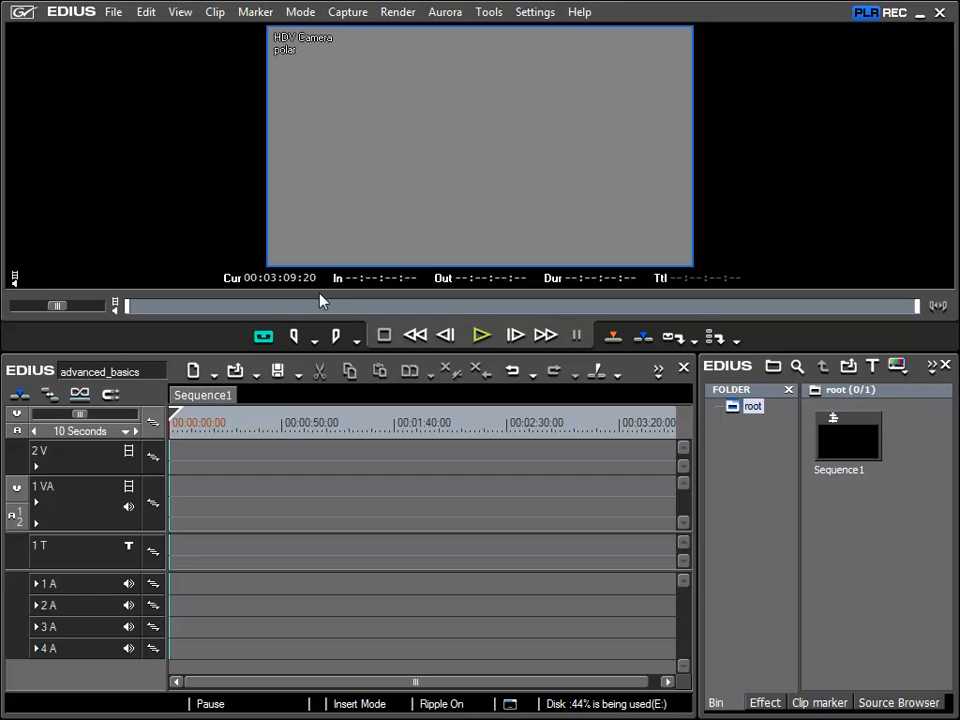 EDIUS File Edit View Clip Marker Mode Capture Render Aurora Tools Settings Help PLR REC
HDV Camera
polar
Cur 00:03:09:20 In --:--:--:-- Out --:--:--:-- Dur --:--:--:-- Ttl --:--:--:--
EDIUS advanced_basics
EDIUS
Sequence1
FOLDER
root (0/1)
root
00:00:00:00 00:00:50:00 00:01:40:00 00:02:30:00 00:03:20:00
10 Seconds
2 V
Sequence1
1 VA
1
2
1 T T
1 A
2 A
3 A
4 A
Pause Insert Mode Ripple On Disk :44% is being used(E:)
Bin Effect Clip marker Source Browser